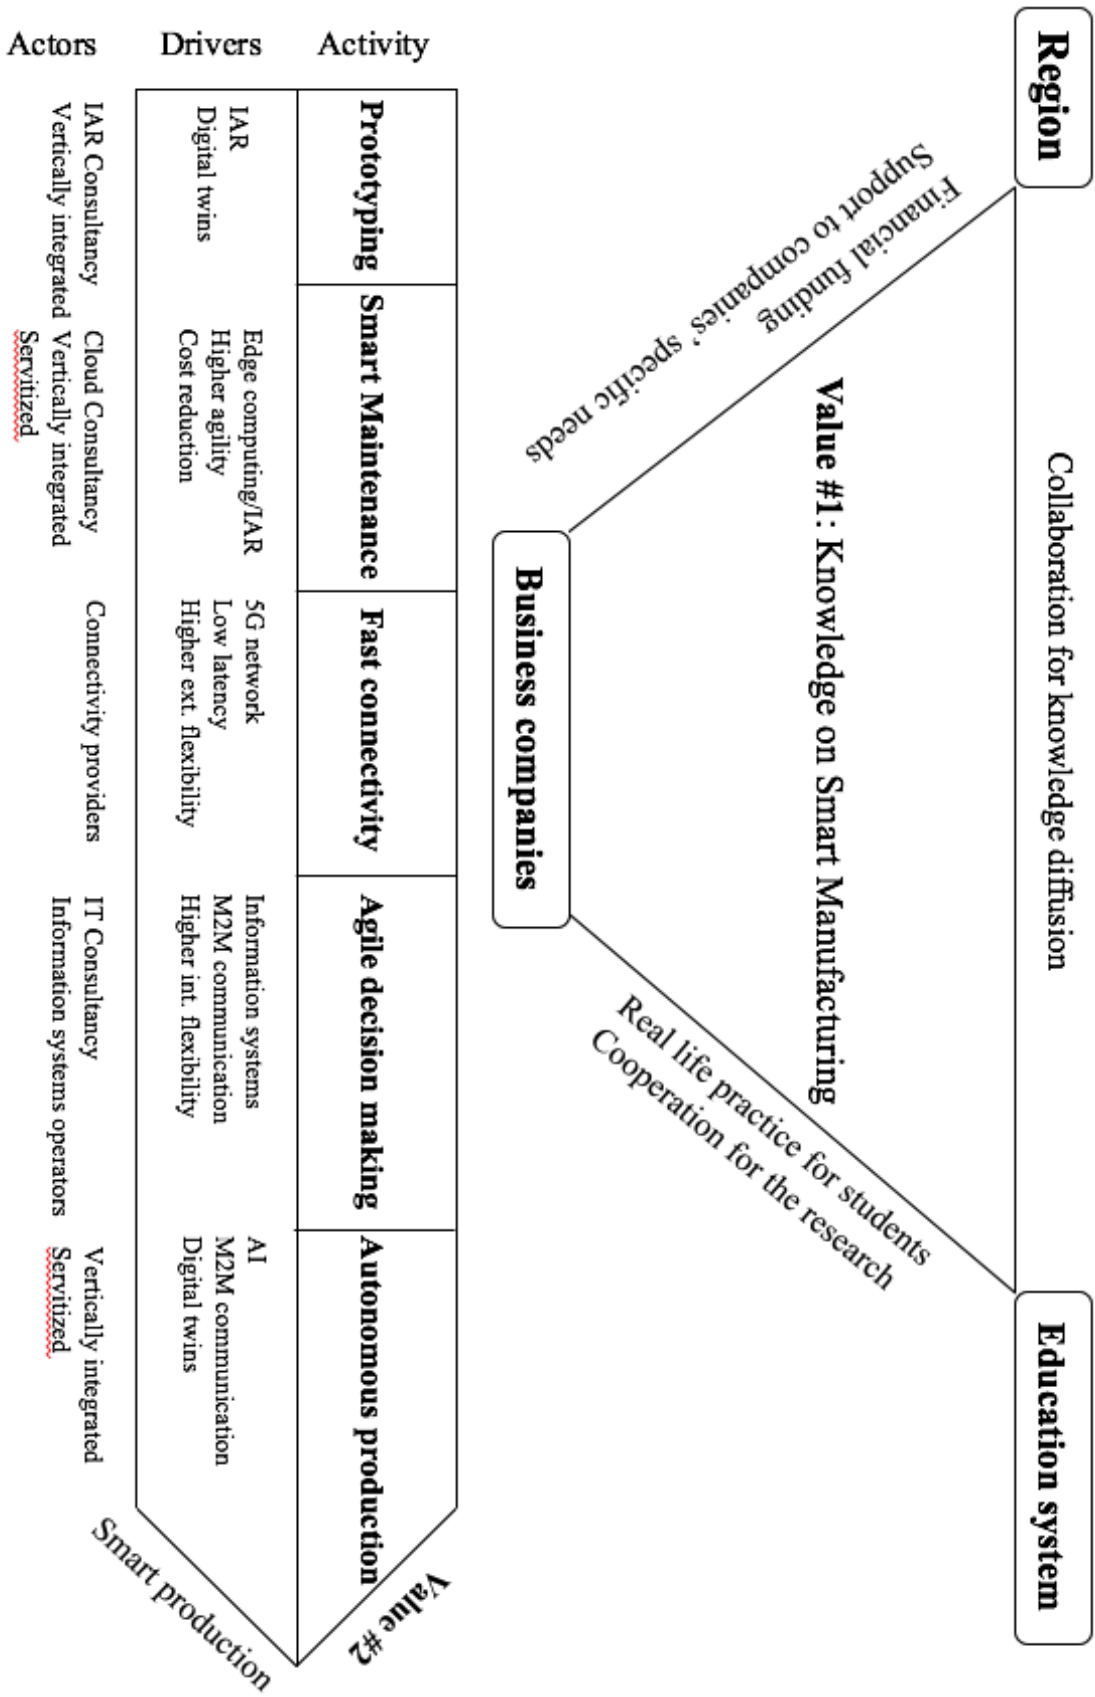 Region
Collaboration for knowledge diffusion
Education system
Financial funding
Support to companies' specific needs
Value #1: Knowledge on Smart Manufacturing
Real life practice for students
Cooperation for the research
Business companies
Activity
Prototyping
Smart Maintenance
Fast connectivity
Agile decision making
Autonomous production
Value #2
Drivers
IAR
Digital twins
Edge computing/IAR
Higher agility
Cost reduction
5G network
Low latency
Higher ext. flexibility
Information systems
M2M communication
Higher int. flexibility
AI
M2M communication
Digital twins
Smart production
Actors
IAR Consultancy
Vertically integrated
Cloud Consultancy
Vertically integrated
Servitized
Connectivity providers
IT Consultancy
Information systems operators
Vertically integrated
Servitized